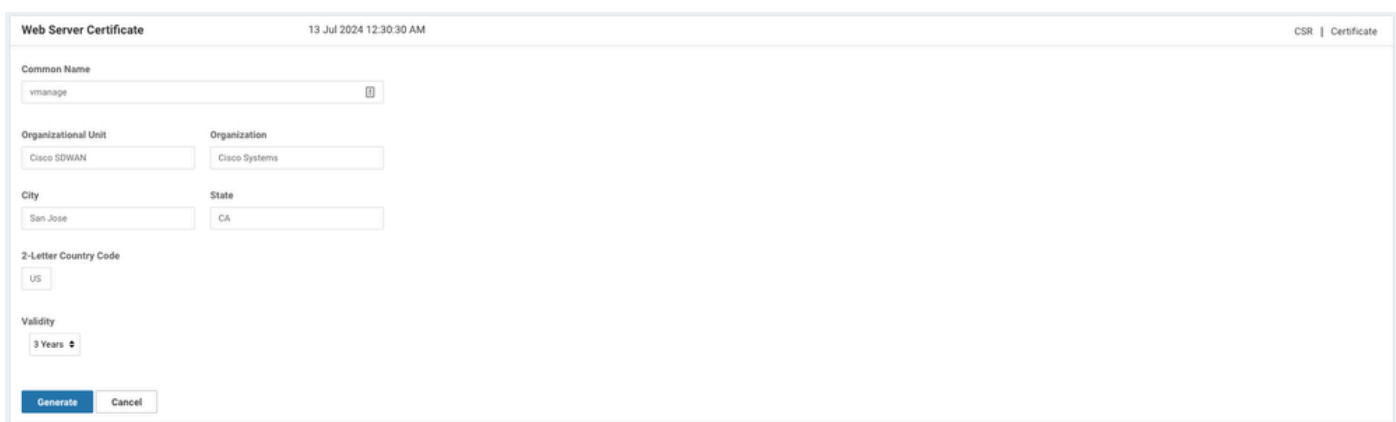 Web Server Certificate 13 Jul 2024 12:30:30 AM CSR | Certificate
Common Name
vmanage
Organizational Unit Organization
Cisco SDWAN Cisco Systems
City State
San Jose CA
2-Letter Country Code
US
Validity
3 Years
Generate Cancel